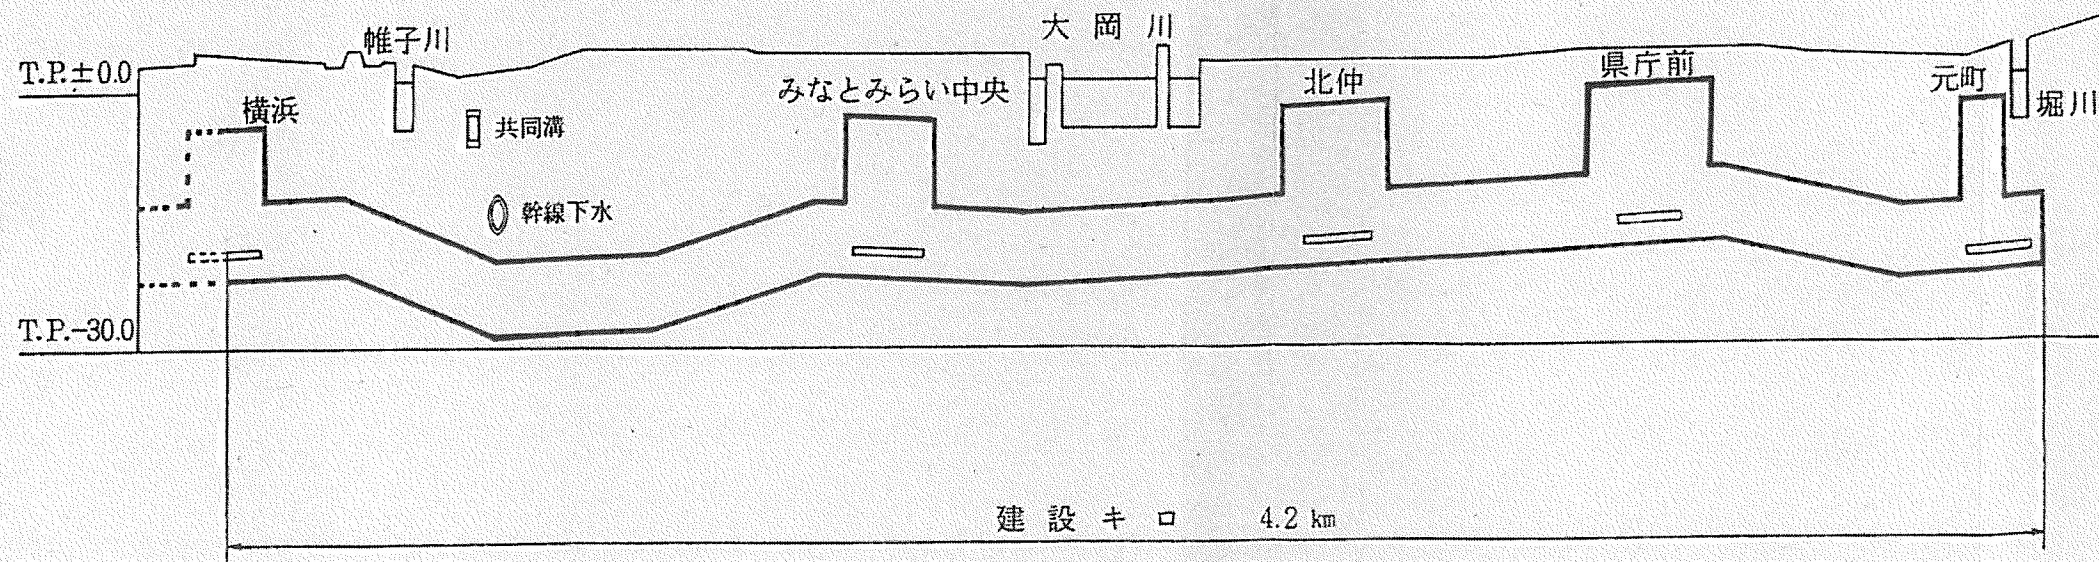 T.P.±0.0
横浜
帷子川
共同溝
幹線下水
みなとみらい中央
大岡川
北仲
県庁前
元町
堀川
T.P.-30.0
建設キロ 4.2 km